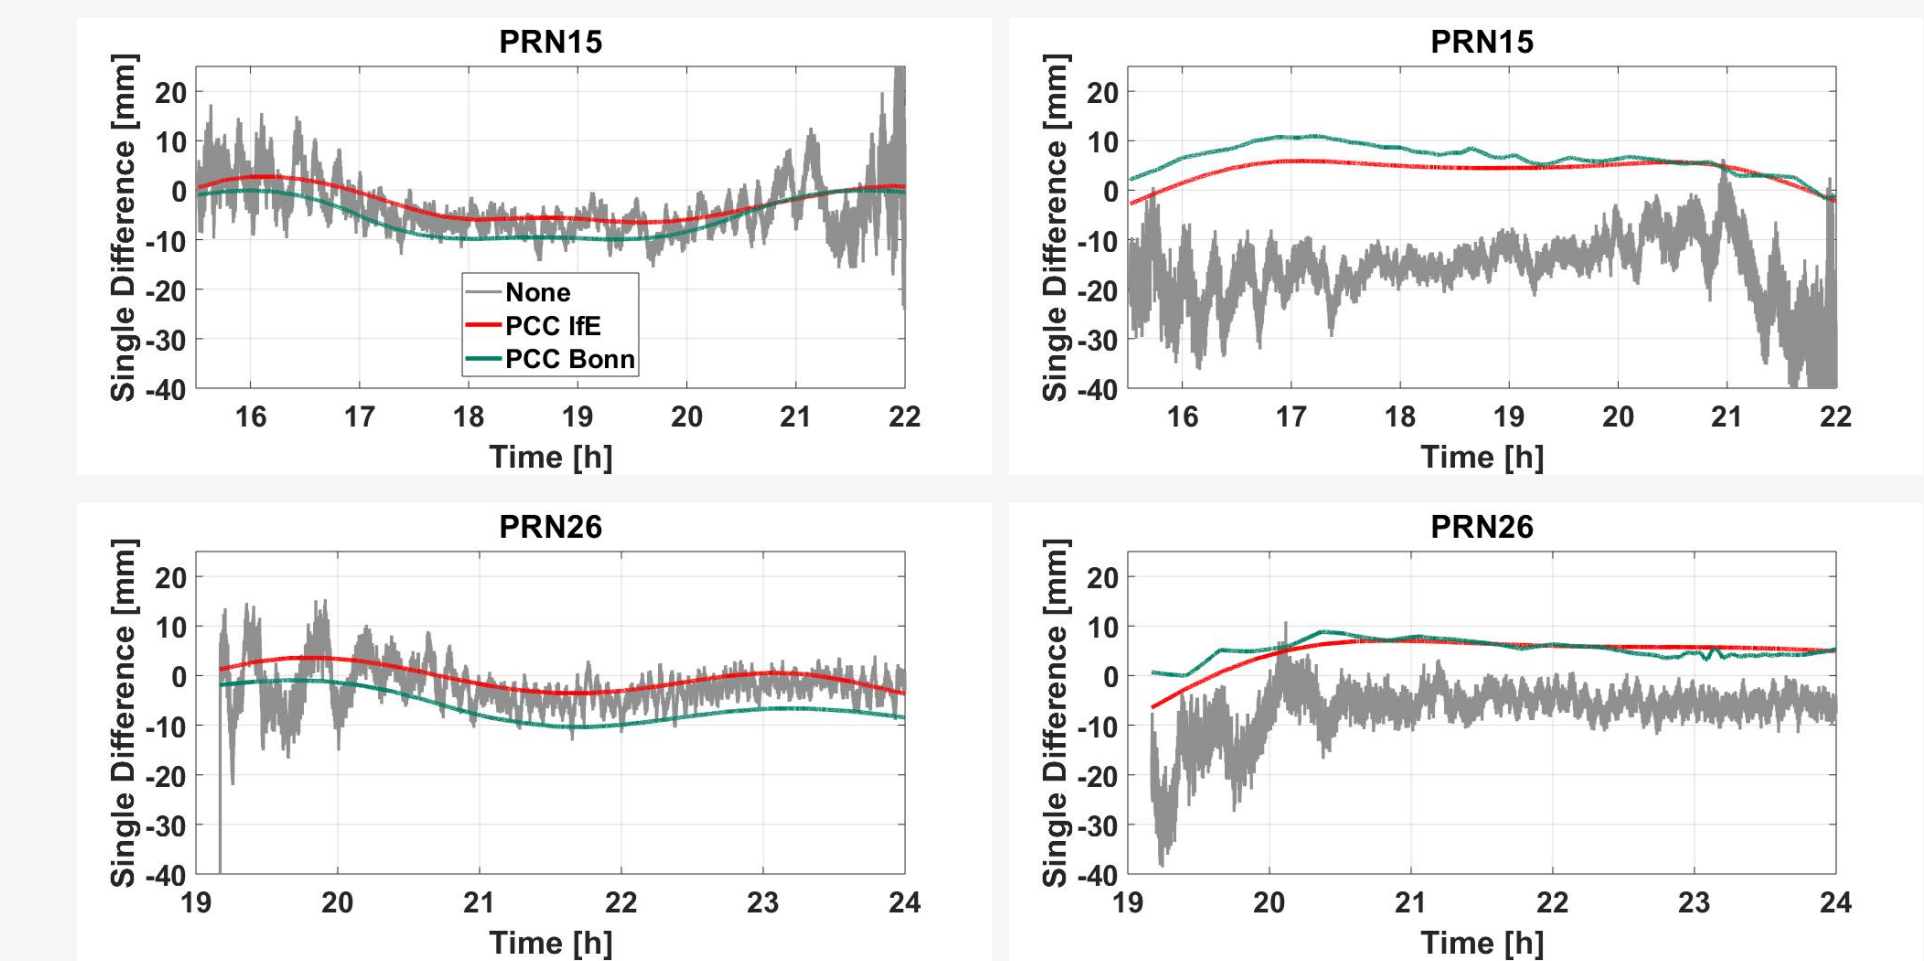 PRN15
Single Difference [mm]
20
10
0
-10
-20
-30
-40
None
PCC IfE
PCC Bonn
16 17 18 19 20 21 22
Time [h]
PRN15
Single Difference [mm]
20
10
0
-10
-20
-30
-40
16 17 18 19 20 21 22
Time [h]
PRN26
Single Difference [mm]
20
10
0
-10
-20
-30
-40
19 20 21 22 23 24
Time [h]
PRN26
Single Difference [mm]
20
10
0
-10
-20
-30
-40
19 20 21 22 23 24
Time [h]